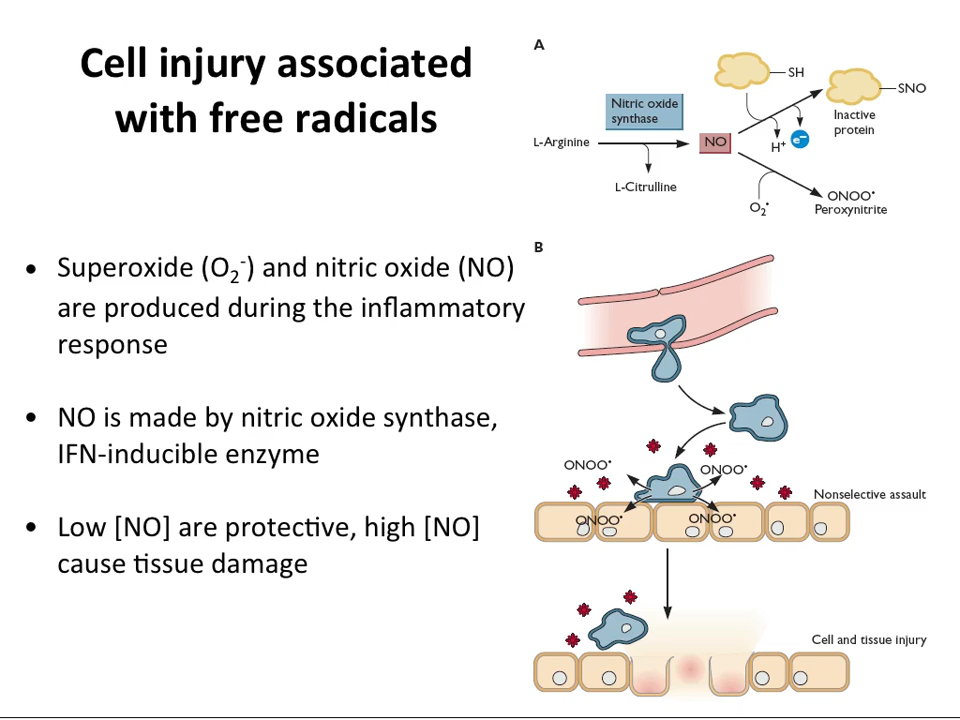 Cell injury associated
with free radicals
• Superoxide (O₂⁻) and nitric oxide (NO)
are produced during the inflammatory
response
• NO is made by nitric oxide synthase,
IFN-inducible enzyme
• Low [NO] are protective, high [NO]
cause tissue damage
A
SH
SNO
Nitric oxide
synthase
Inactive
protein
L-Arginine
NO
H⁺
e⁻
L-Citrulline
ONOO•
O₂•
Peroxynitrite
B
ONOO•
ONOO•
Nonselective assault
ONOO•
ONOO•
Cell and tissue injury